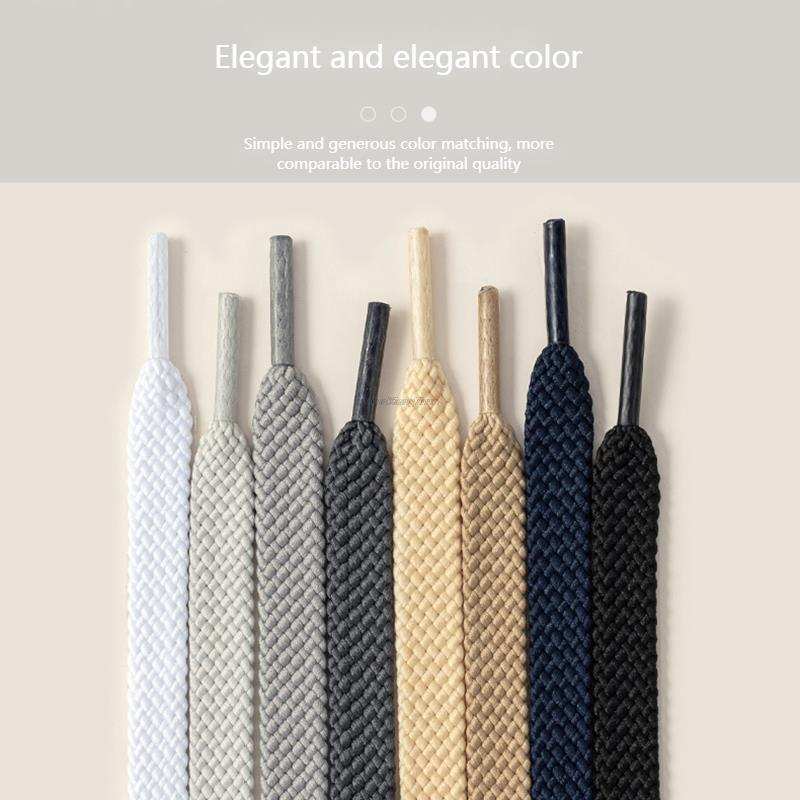 Elegant and elegant color
Simple and generous color matching, more
comparable to the original quality